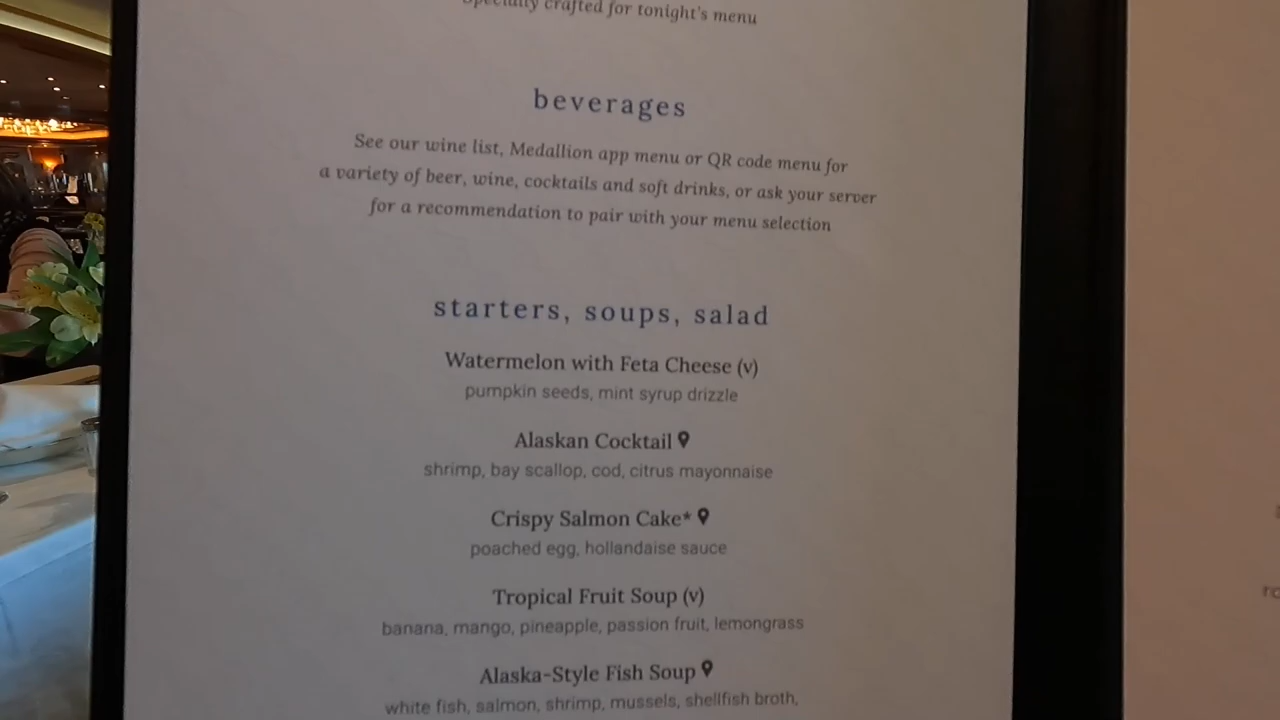 Specially crafted for tonight's menu
beverages
See our wine list, Medallion app menu or QR code menu for
a variety of beer, wine, cocktails and soft drinks, or ask your server
for a recommendation to pair with your menu selection
starters, soups, salad
Watermelon with Feta Cheese (v)
pumpkin seeds, mint syrup drizzle
Alaskan Cocktail
shrimp, bay scallop, cod, citrus mayonnaise
Crispy Salmon Cake*
poached egg, hollandaise sauce
Tropical Fruit Soup (v)
banana, mango, pineapple, passion fruit, lemongrass
Alaska-Style Fish Soup
white fish, salmon, shrimp, mussels, shellfish broth,